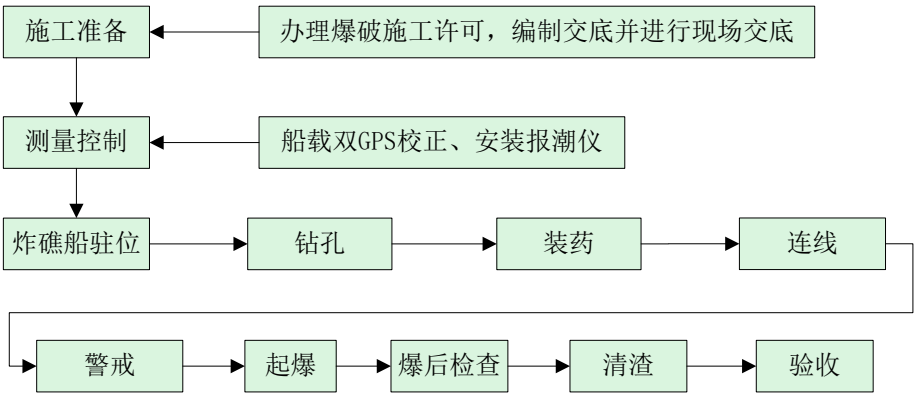 施工准备
办理爆破施工许可，编制交底并进行现场交底
测量控制
船载双GPS校正、安装报潮仪
炸礁船驻位
钻孔
装药
连线
警戒
起爆
爆后检查
清渣
验收